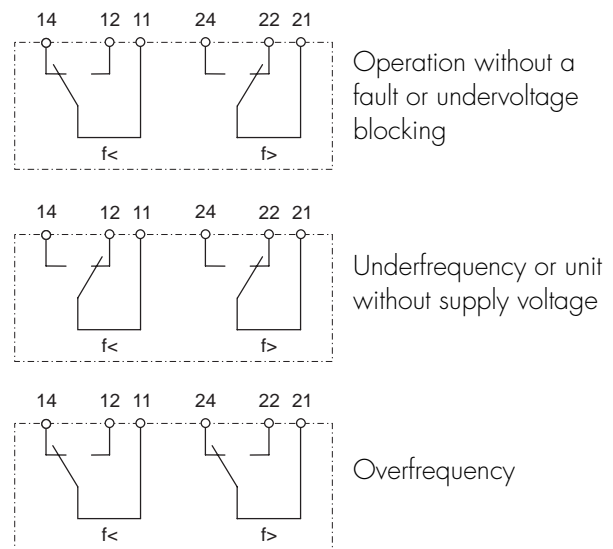 14 12 11 24 22 21
Operation without a
fault or undervoltage
blocking
f< f>
14 12 11 24 22 21
Underfrequency or unit
without supply voltage
f< f>
14 12 11 24 22 21
Overfrequency
f< f>